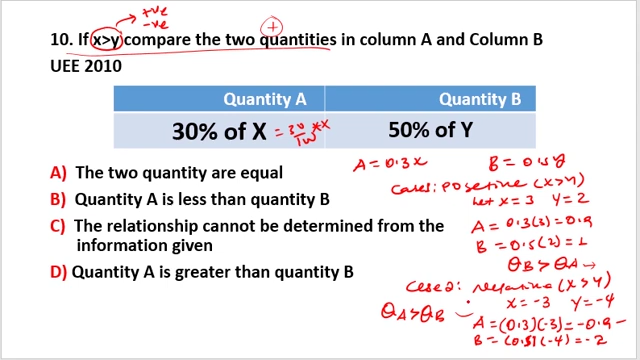 +ve
-ve
+
10. If x>y compare the two quantities in column A and Column B
UEE 2010
Quantity A Quantity B
30% of X = 30/100 * X 50% of Y
A) The two quantity are equal
B) Quantity A is less than quantity B
C) The relationship cannot be determined from the
information given
D) Quantity A is greater than quantity B
A = 0.3x B = 0.5y
Case1: Positive (x>y)
Let x = 3 y = 2
A = 0.3(3) = 0.9
B = 0.5(2) = 1
QB > QA
Case 2: Negative (x>y)
x = -3 y = -4
QA > QB
A = (0.3)(-3) = -0.9
B = (0.5)(-4) = -2